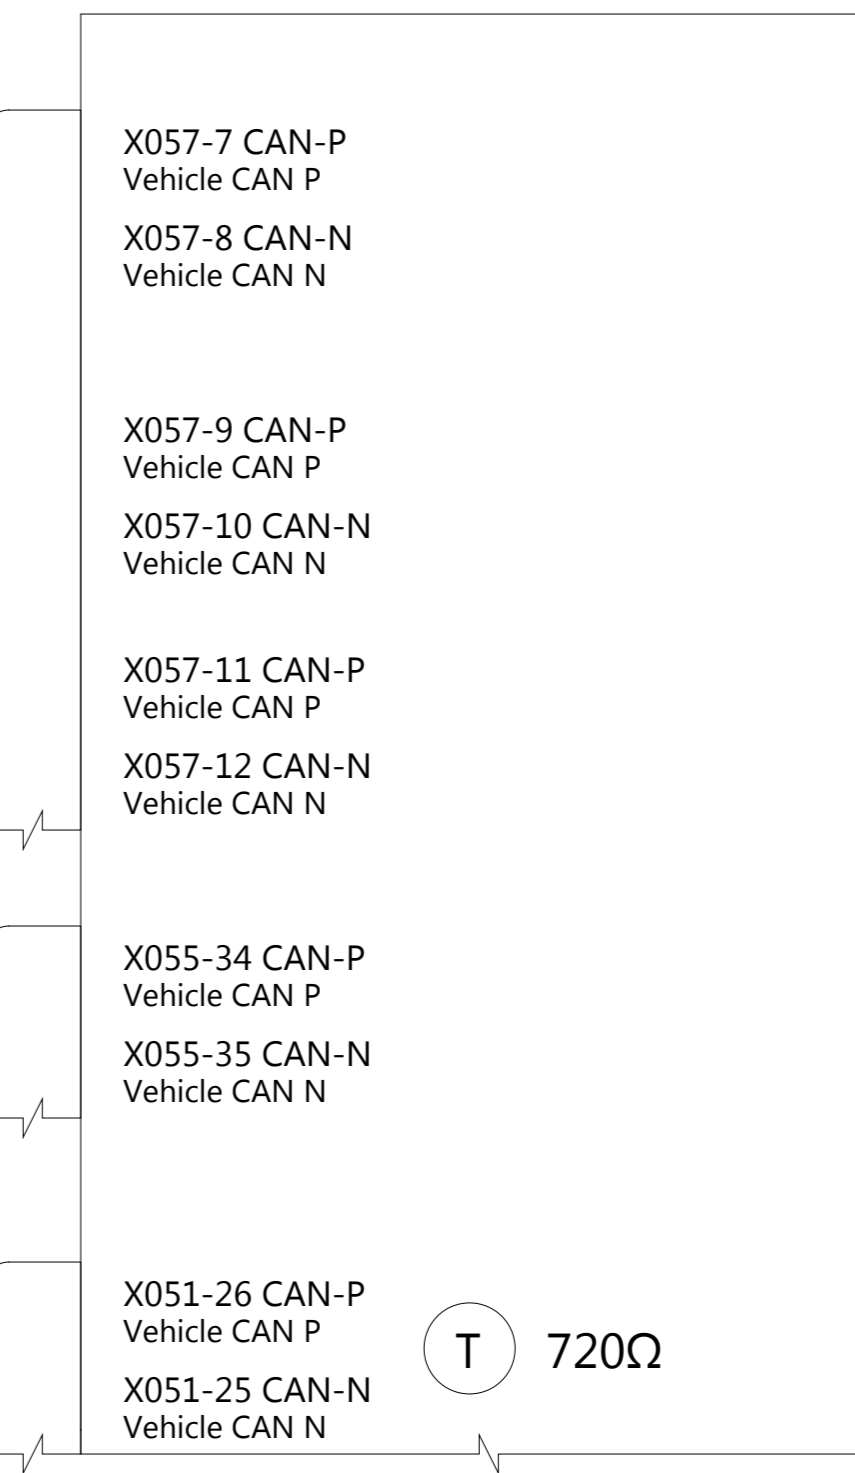 X057-7 CAN-P
Vehicle CAN P
X057-8 CAN-N
Vehicle CAN N
X057-9 CAN-P
Vehicle CAN P
X057-10 CAN-N
Vehicle CAN N
X057-11 CAN-P
Vehicle CAN P
X057-12 CAN-N
Vehicle CAN N
X055-34 CAN-P
Vehicle CAN P
X055-35 CAN-N
Vehicle CAN N
X051-26 CAN-P
Vehicle CAN P
T 720Ω
X051-25 CAN-N
Vehicle CAN N